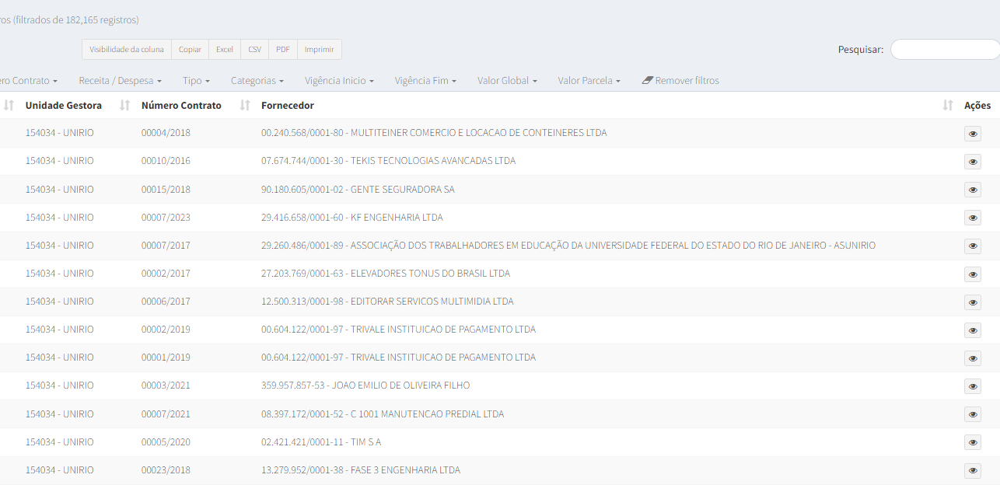 ros (filtrados de 182,165 registros)
Visibilidade da coluna Copiar Excel CSV PDF Imprimir Pesquisar:
ero Contrato Receita / Despesa Tipo Categorias Vigência Inicio Vigência Fim Valor Global Valor Parcela Remover filtros
Unidade Gestora Número Contrato Fornecedor Ações
154034 - UNIRIO 00004/2018 00.240.568/0001-80 - MULTITEINER COMERCIO E LOCACAO DE CONTEINERES LTDA
154034 - UNIRIO 00010/2016 07.674.744/0001-30 - TEKIS TECNOLOGIAS AVANCADAS LTDA
154034 - UNIRIO 00015/2018 90.180.605/0001-02 - GENTE SEGURADORA SA
154034 - UNIRIO 00007/2023 29.416.658/0001-60 - KF ENGENHARIA LTDA
154034 - UNIRIO 00007/2017 29.260.486/0001-89 - ASSOCIAÇÃO DOS TRABALHADORES EM EDUCAÇÃO DA UNIVERSIDADE FEDERAL DO ESTADO DO RIO DE JANEIRO - ASUNIRIO
154034 - UNIRIO 00002/2017 27.203.769/0001-63 - ELEVADORES TONUS DO BRASIL LTDA
154034 - UNIRIO 00006/2017 12.500.313/0001-98 - EDITORAR SERVICOS MULTIMIDIA LTDA
154034 - UNIRIO 00002/2019 00.604.122/0001-97 - TRIVALE INSTITUICAO DE PAGAMENTO LTDA
154034 - UNIRIO 00001/2019 00.604.122/0001-97 - TRIVALE INSTITUICAO DE PAGAMENTO LTDA
154034 - UNIRIO 00003/2021 359.957.857-53 - JOAO EMILIO DE OLIVEIRA FILHO
154034 - UNIRIO 00007/2021 08.397.172/0001-52 - C 1001 MANUTENCAO PREDIAL LTDA
154034 - UNIRIO 00005/2020 02.421.421/0001-11 - TIM S A
154034 - UNIRIO 00023/2018 13.279.952/0001-38 - FASE 3 ENGENHARIA LTDA